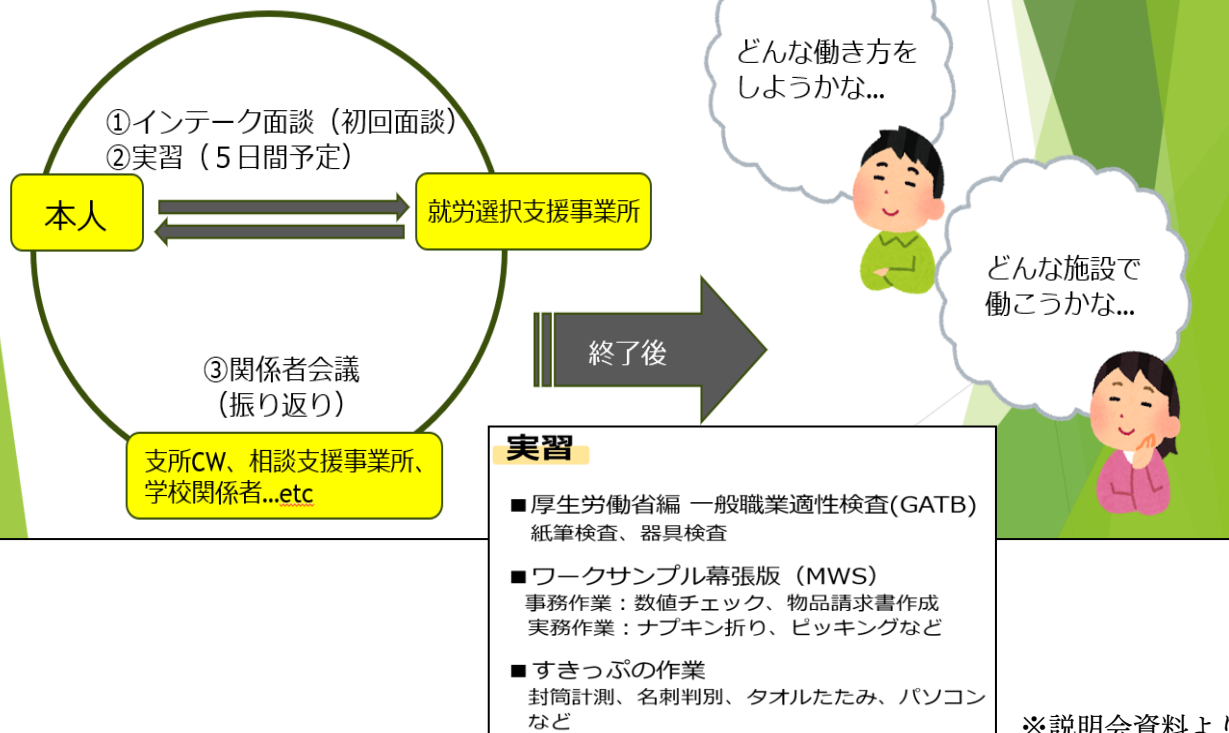 ①インテーク面談（初回面談）
②実習（５日間予定）
本人
就労選択支援事業所
③関係者会議
（振り返り）
支所CW、相談支援事業所、
学校関係者…etc
終了後
どんな働き方を
しようかな…
どんな施設で
働こうかな…
実習
■厚生労働省編 一般職業適性検査(GATB)
紙筆検査、器具検査
■ワークサンプル幕張版（MWS）
事務作業：数値チェック、物品請求書作成
実務作業：ナプキン折り、ピッキングなど
■すきっぷの作業
封筒計測、名刺判別、タオルたたみ、パソコン
など
※説明会資料より